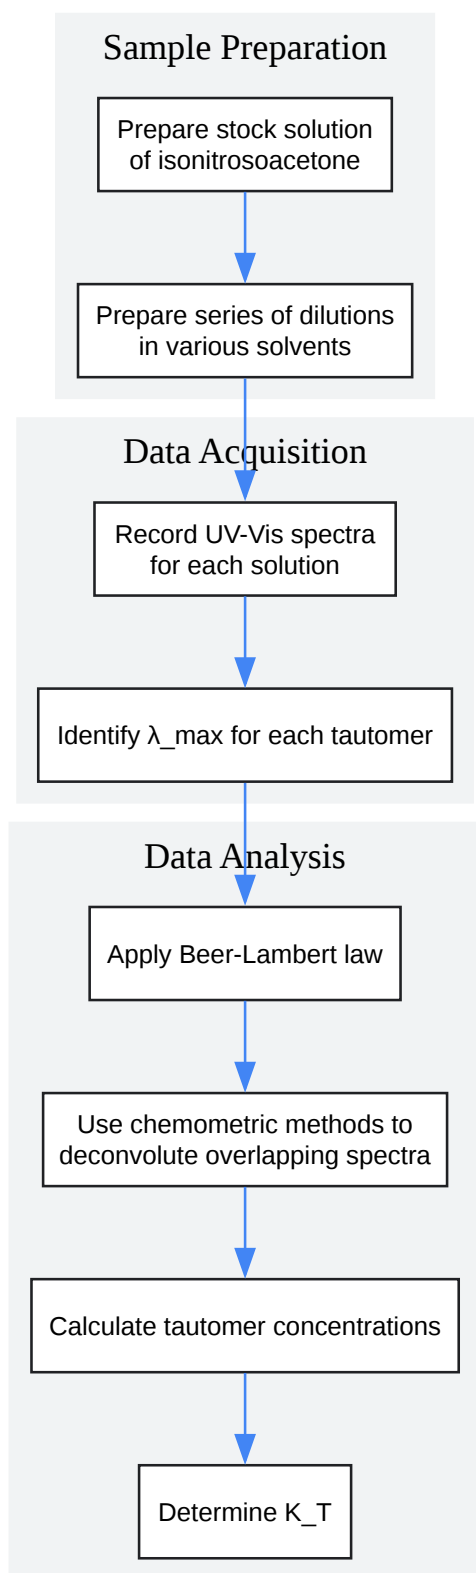 Sample Preparation
Prepare stock solution
of isonitrosoacetone
Prepare series of dilutions
in various solvents
Data Acquisition
Record UV-Vis spectra
for each solution
Identify λ_max for each tautomer
Data Analysis
Apply Beer-Lambert law
Use chemometric methods to
deconvolute overlapping spectra
Calculate tautomer concentrations
Determine K_T